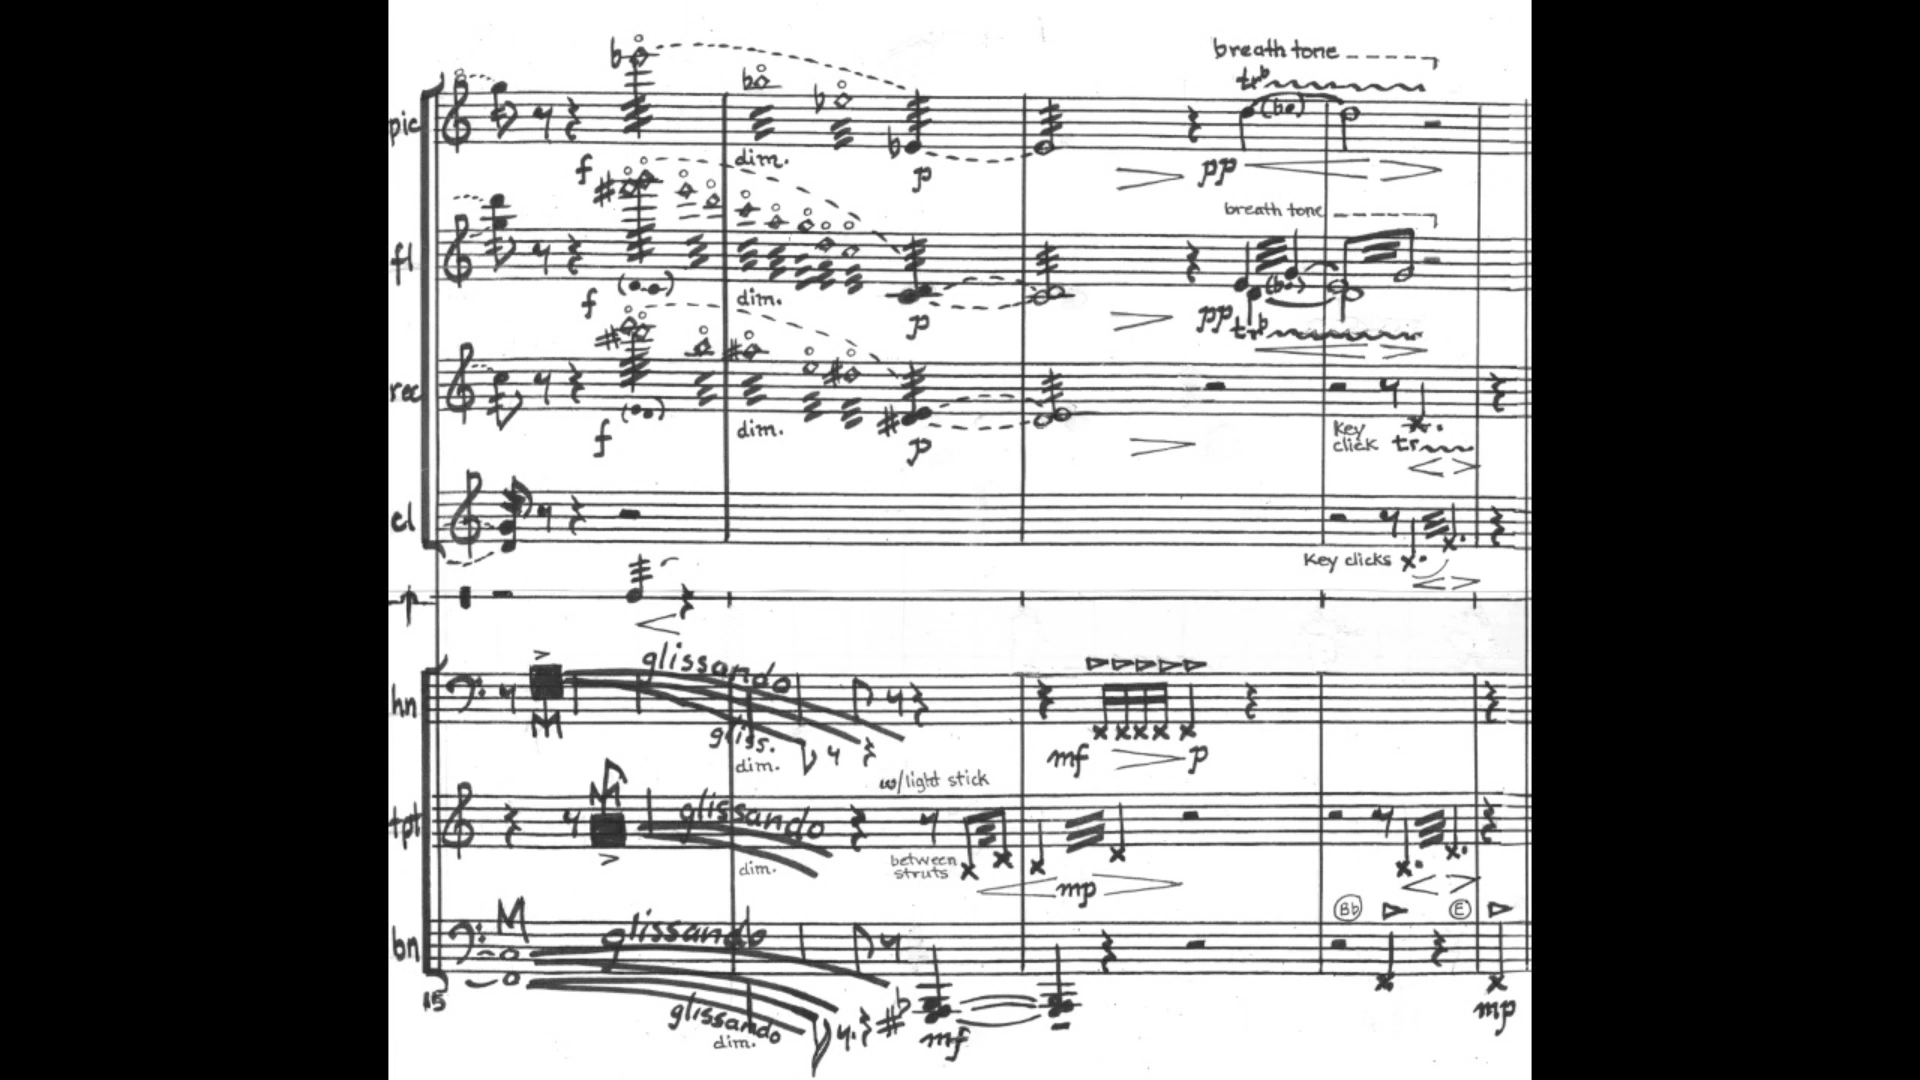 breath tone
tr♭
pic
dim.
f
p
pp
breath tone
fl
f
dim.
p
pp
tr♭
rec
f
dim.
p
Key
click tr
cl
Key clicks
glissando
hn
gliss.
dim.
mf
p
w/light stick
M
tpt
glissando
dim.
between
struts
mp
Bb
E
M
bn
glissando
15
glissando
dim.
mf
mp